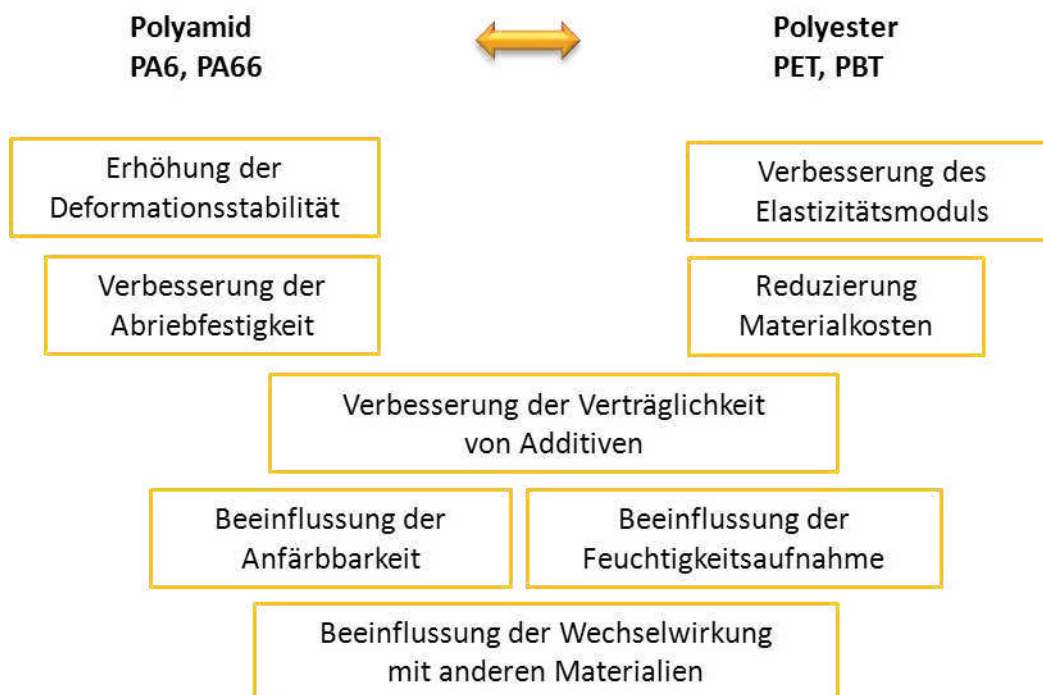 Polyamid
PA6, PA66
Polyester
PET, PBT
Erhöhung der
Deformationsstabilität
Verbesserung des
Elastizitätsmoduls
Verbesserung der
Abriebfestigkeit
Reduzierung
Materialkosten
Verbesserung der Verträglichkeit
von Additiven
Beeinflussung der
Anfärbbarkeit
Beeinflussung der
Feuchtigkeitsaufnahme
Beeinflussung der Wechselwirkung
mit anderen Materialien